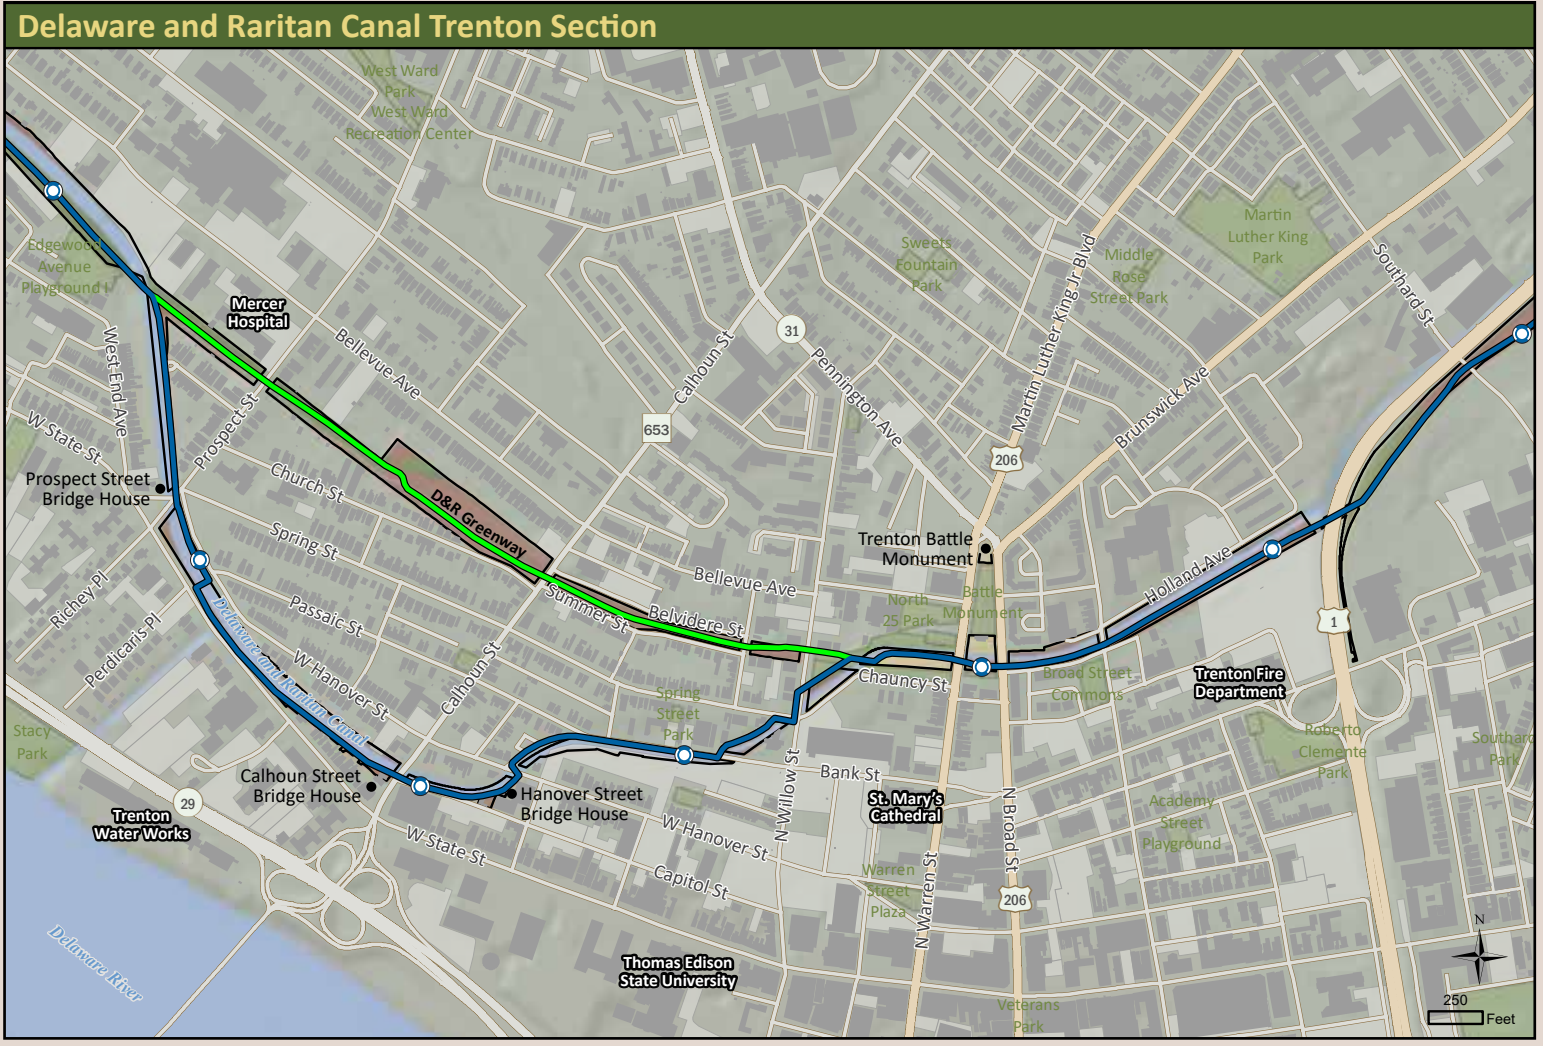 Delaware and Raritan Canal Trenton Section
West Ward
Park
West Ward
Recreation Center
Edgewood
Avenue
Playground I
Mercer
Hospital
Sweets
Fountain
Park
Middle
Rose
Street Park
Martin
Luther King
Park
Southard St
Martin Luther King Jr Blvd
31
Pennington Ave
Calhoun St
Bellevue Ave
West End Ave
Brunswick Ave
653
206
W State St
Prospect St
Prospect Street
Bridge House
Church St
D&R Greenway
Spring St
Trenton Battle
Monument
Holland Ave
Bellevue Ave
North
25 Park
Battle
Monument
Richey Pl
Perdicaris Pl
Passaic St
Summer St
Belvidere St
1
Delaware and Raritan Canal
W Hanover St
Calhoun St
Chauncy St
Broad Street
Commons
Trenton Fire
Department
Spring
Street
Park
Stacy
Park
Roberto
Clemente
Park
Southard
Park
Calhoun Street
Bridge House
Hanover Street
Bridge House
29
Trenton
Water Works
N Willow St
Bank St
St. Mary's
Cathedral
N Broad St
Academy
Street
Playground
W State St
W Hanover St
Capitol St
Warren
Street
Plaza
N Warren St
206
Delaware River
Thomas Edison
State University
Veterans
Park
N
250
Feet